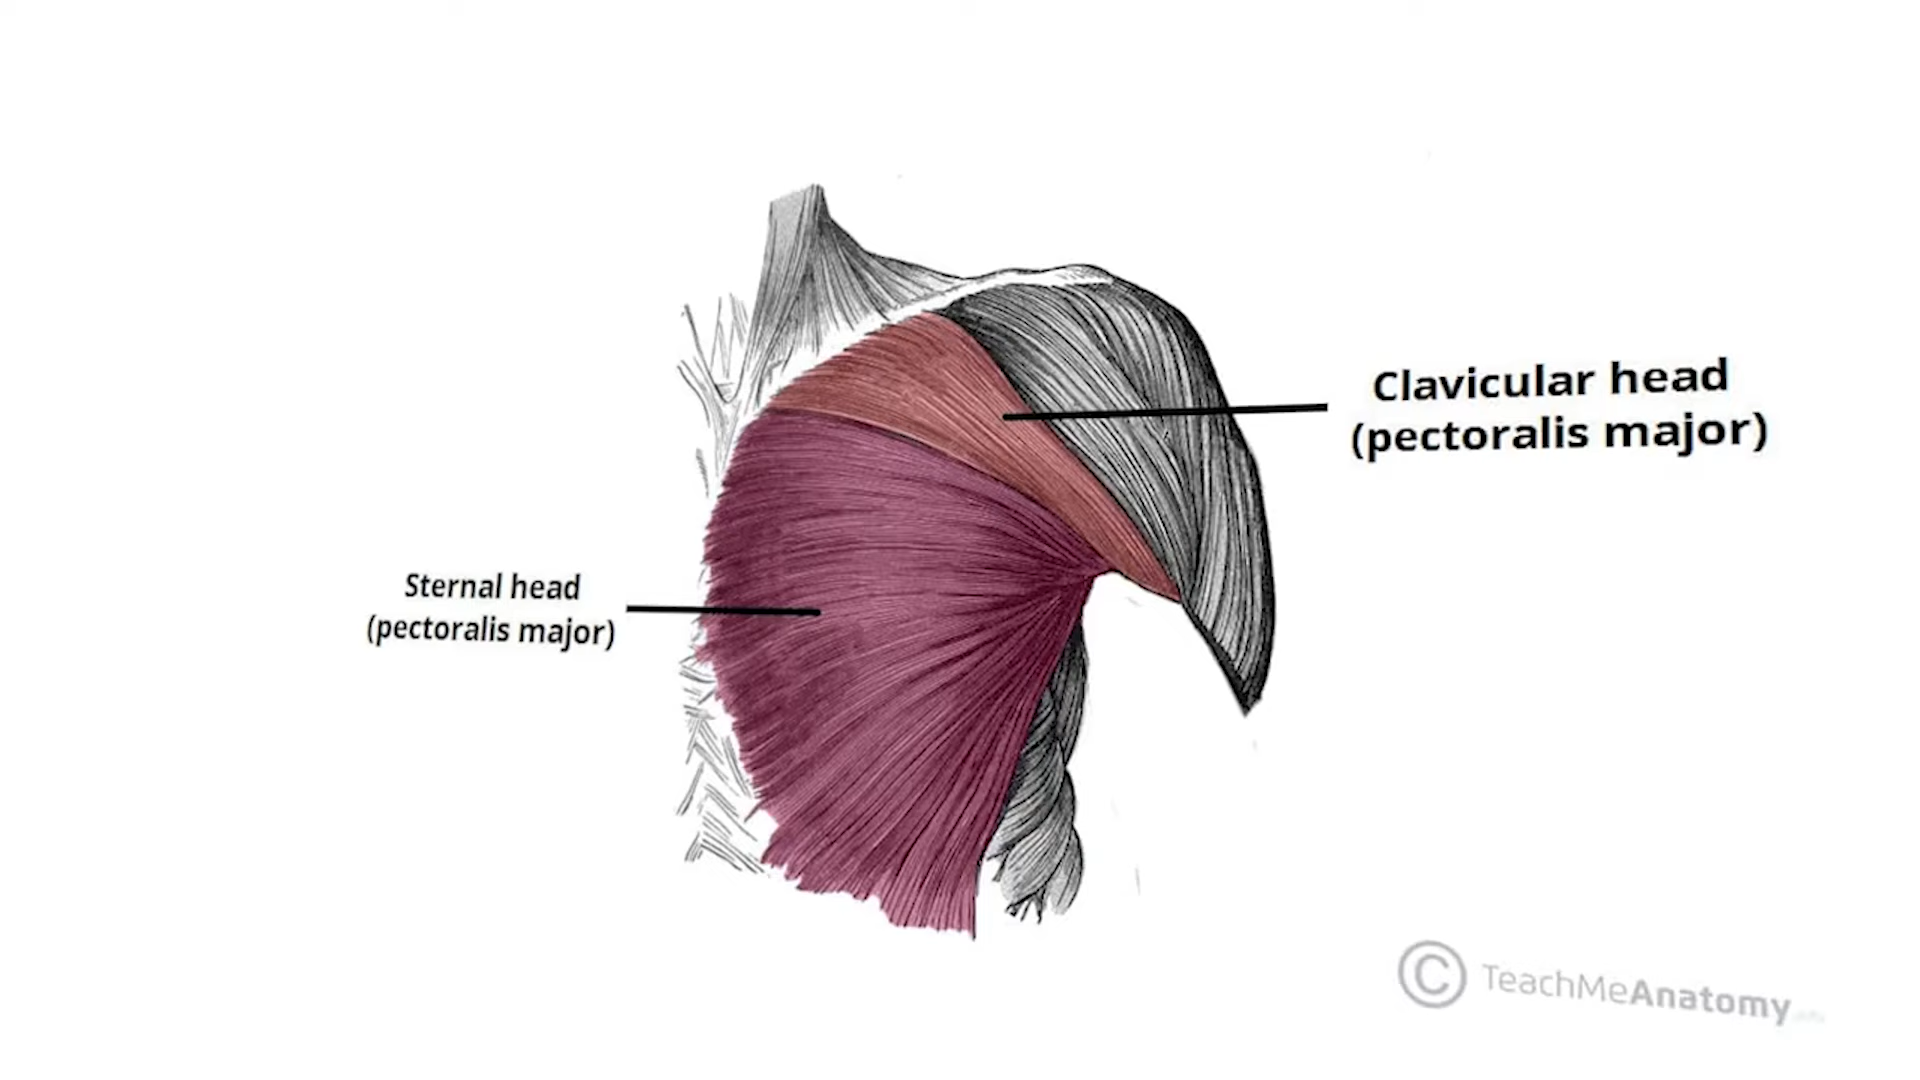 Clavicular head
(pectoralis major)
Sternal head
(pectoralis major)
© TeachMeAnatomy